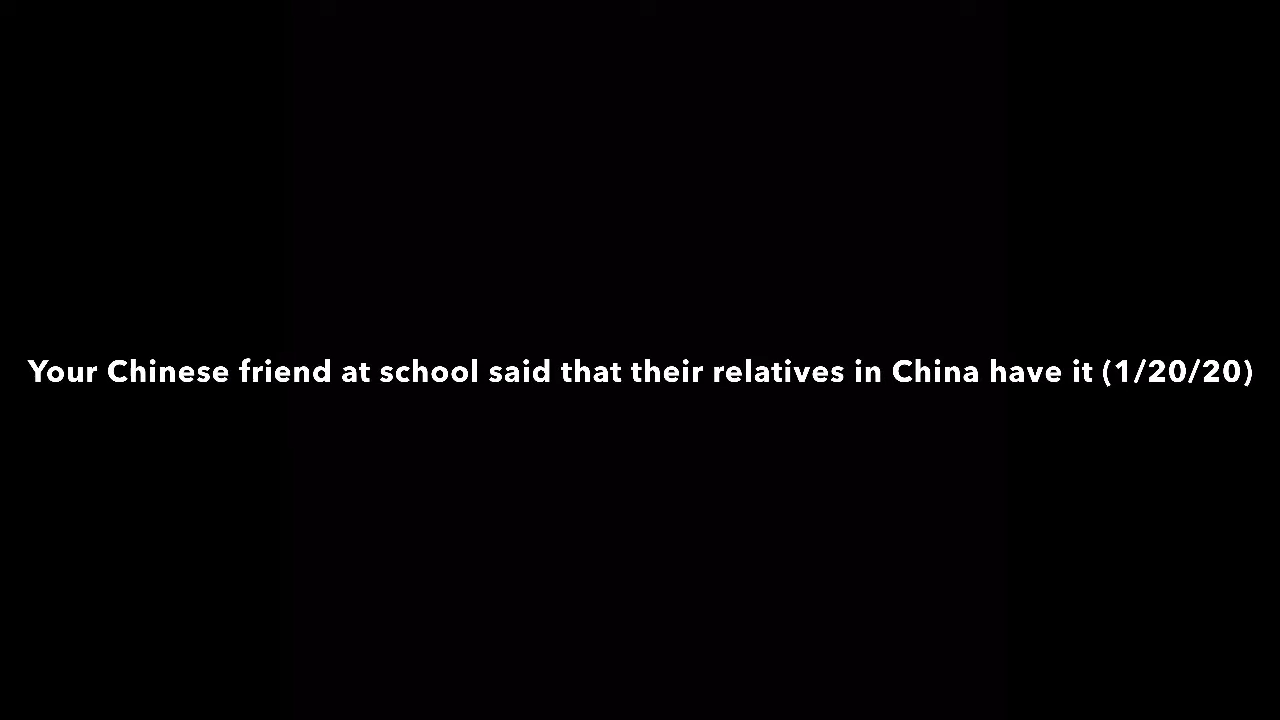 Your Chinese friend at school said that their relatives in China have it (1/20/20)